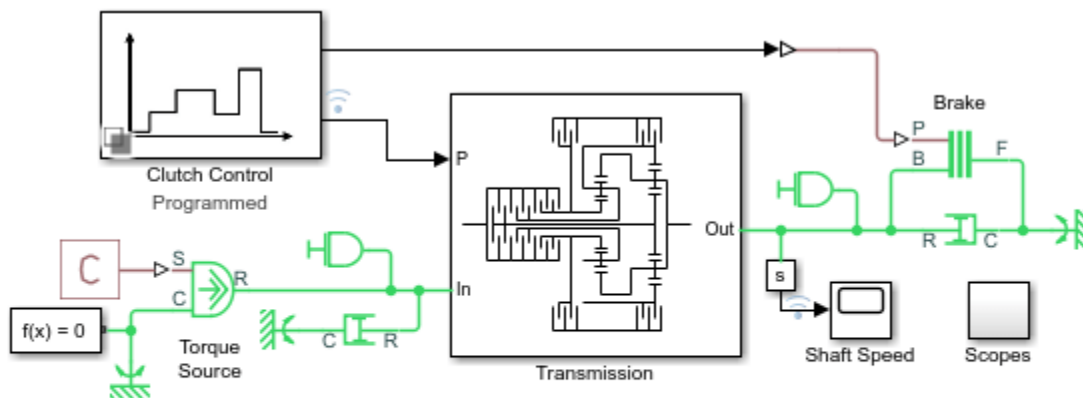 Clutch Control
Programmed
P
Brake
P
B
F
Out
R
C
S
C
R
In
C
R
f(x) = 0
Torque
Source
C
s
Transmission
Shaft Speed
Scopes